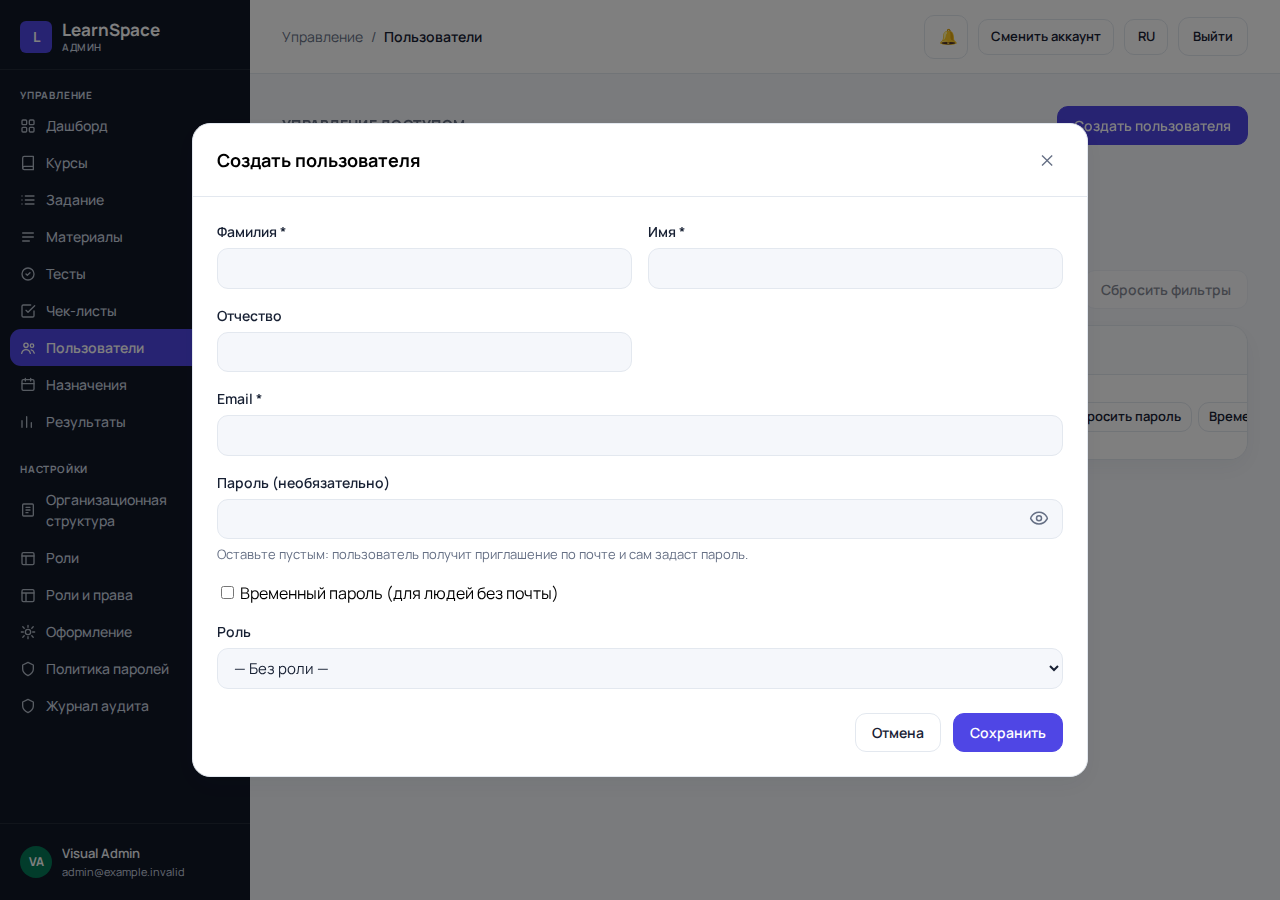 L
LearnSpace
АДМИН
УПРАВЛЕНИЕ
Дашборд
Курсы
Задание
Материалы
Тесты
Чек-листы
Пользователи
Назначения
Результаты
НАСТРОЙКИ
Организационная
структура
Роли
Роли и права
Оформление
Политика паролей
Журнал аудита
VA
Visual Admin
admin@example.invalid
Управление / Пользователи
Сменить аккаунт
RU
Выйти
УПРАВЛЕНИЕ ДОСТУПОМ
Создать пользователя
Сбросить фильтры
росить пароль
Време
Создать пользователя
Фамилия *
Имя *
Отчество
Email *
Пароль (необязательно)
Оставьте пустым: пользователь получит приглашение по почте и сам задаст пароль.
Временный пароль (для людей без почты)
Роль
— Без роли —
Отмена
Сохранить